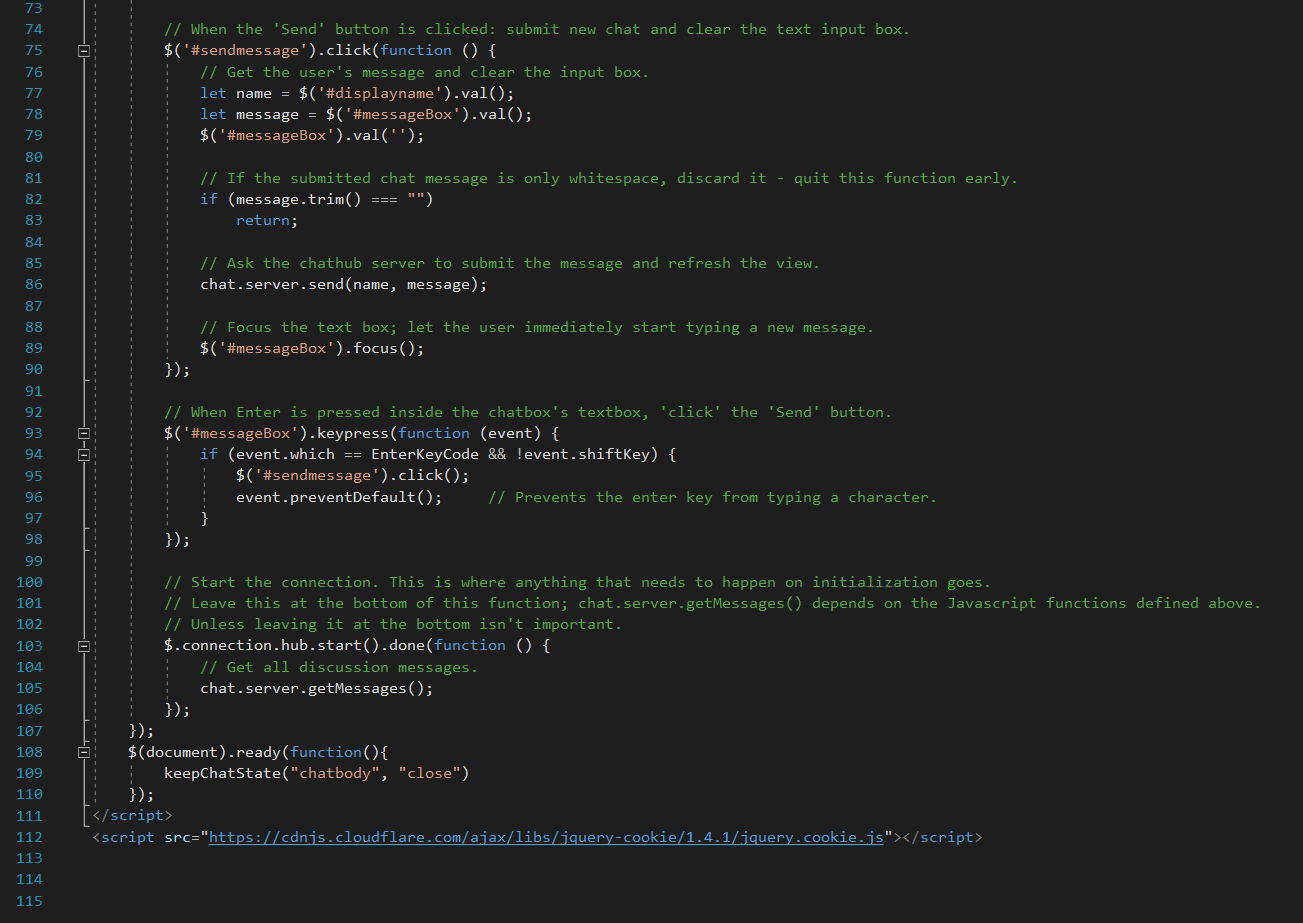 73
74 // When the 'Send' button is clicked: submit new chat and clear the text input box.
75 $('#sendmessage').click(function () {
76 // Get the user's message and clear the input box.
77 let name = $('#displayname').val();
78 let message = $('#messageBox').val();
79 $('#messageBox').val('');
80
81 // If the submitted chat message is only whitespace, discard it - quit this function early.
82 if (message.trim() === "")
83 return;
84
85 // Ask the chathub server to submit the message and refresh the view.
86 chat.server.send(name, message);
87
88 // Focus the text box; let the user immediately start typing a new message.
89 $('#messageBox').focus();
90 });
91
92 // When Enter is pressed inside the chatbox's textbox, 'click' the 'Send' button.
93 $('#messageBox').keypress(function (event) {
94 if (event.which == EnterKeyCode && !event.shiftKey) {
95 $('#sendmessage').click();
96 event.preventDefault(); // Prevents the enter key from typing a character.
97 }
98 });
99
100 // Start the connection. This is where anything that needs to happen on initialization goes.
101 // Leave this at the bottom of this function; chat.server.getMessages() depends on the Javascript functions defined above.
102 // Unless leaving it at the bottom isn't important.
103 $.connection.hub.start().done(function () {
104 // Get all discussion messages.
105 chat.server.getMessages();
106 });
107 });
108 $(document).ready(function(){
109 keepChatState("chatbody", "close")
110 });
111 </script>
112 <script src="https://cdnjs.cloudflare.com/ajax/libs/jquery-cookie/1.4.1/jquery.cookie.js"></script>
113
114
115